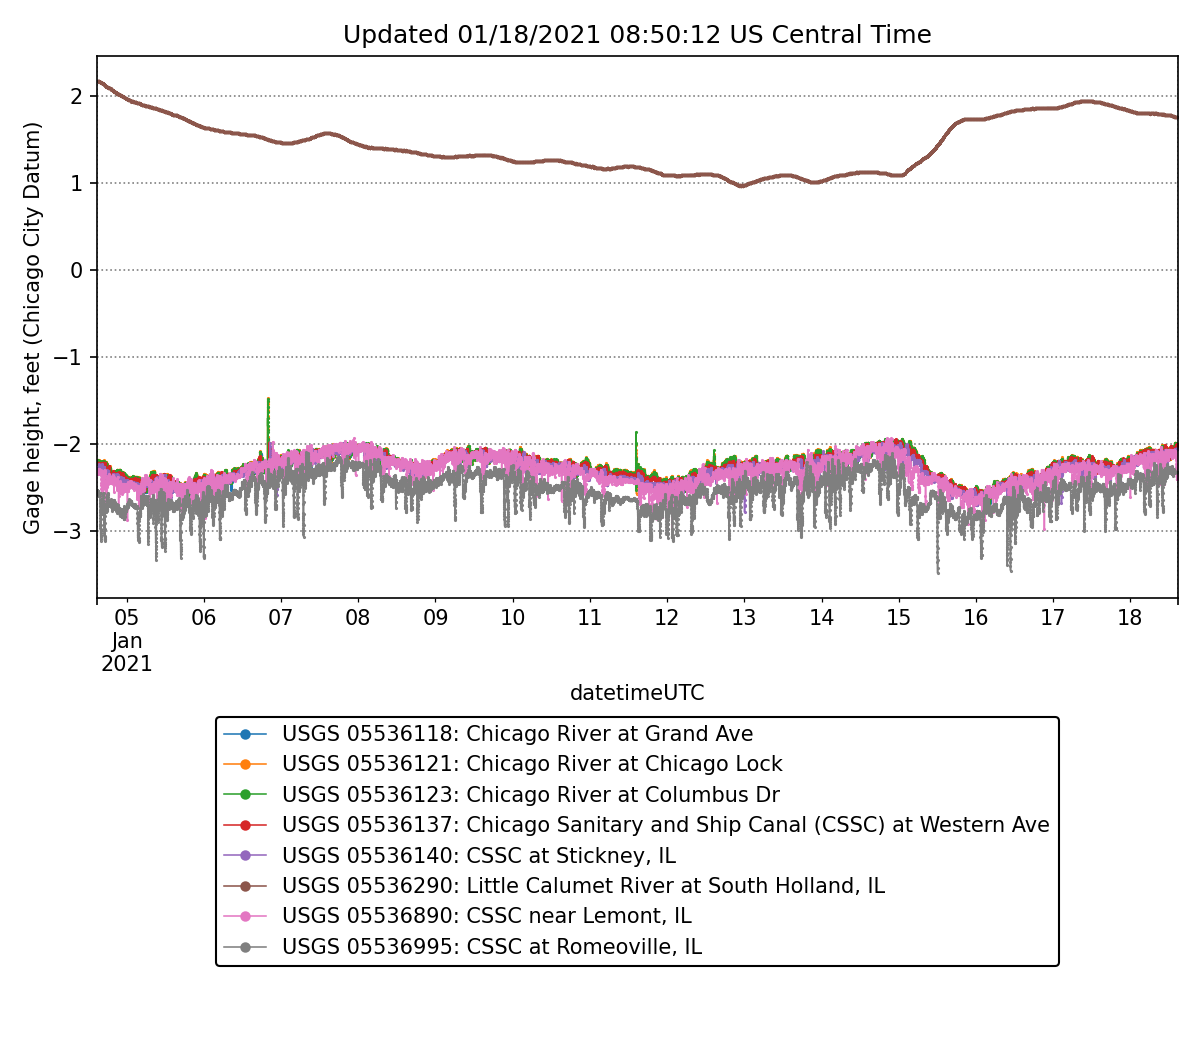 Updated 01/18/2021 08:50:12 US Central Time
Gage height, feet (Chicago City Datum)
2
1
0
−1
−2
−3
05 06 07 08 09 10 11 12 13 14 15 16 17 18
Jan
2021
datetimeUTC
USGS 05536118: Chicago River at Grand Ave
USGS 05536121: Chicago River at Chicago Lock
USGS 05536123: Chicago River at Columbus Dr
USGS 05536137: Chicago Sanitary and Ship Canal (CSSC) at Western Ave
USGS 05536140: CSSC at Stickney, IL
USGS 05536290: Little Calumet River at South Holland, IL
USGS 05536890: CSSC near Lemont, IL
USGS 05536995: CSSC at Romeoville, IL